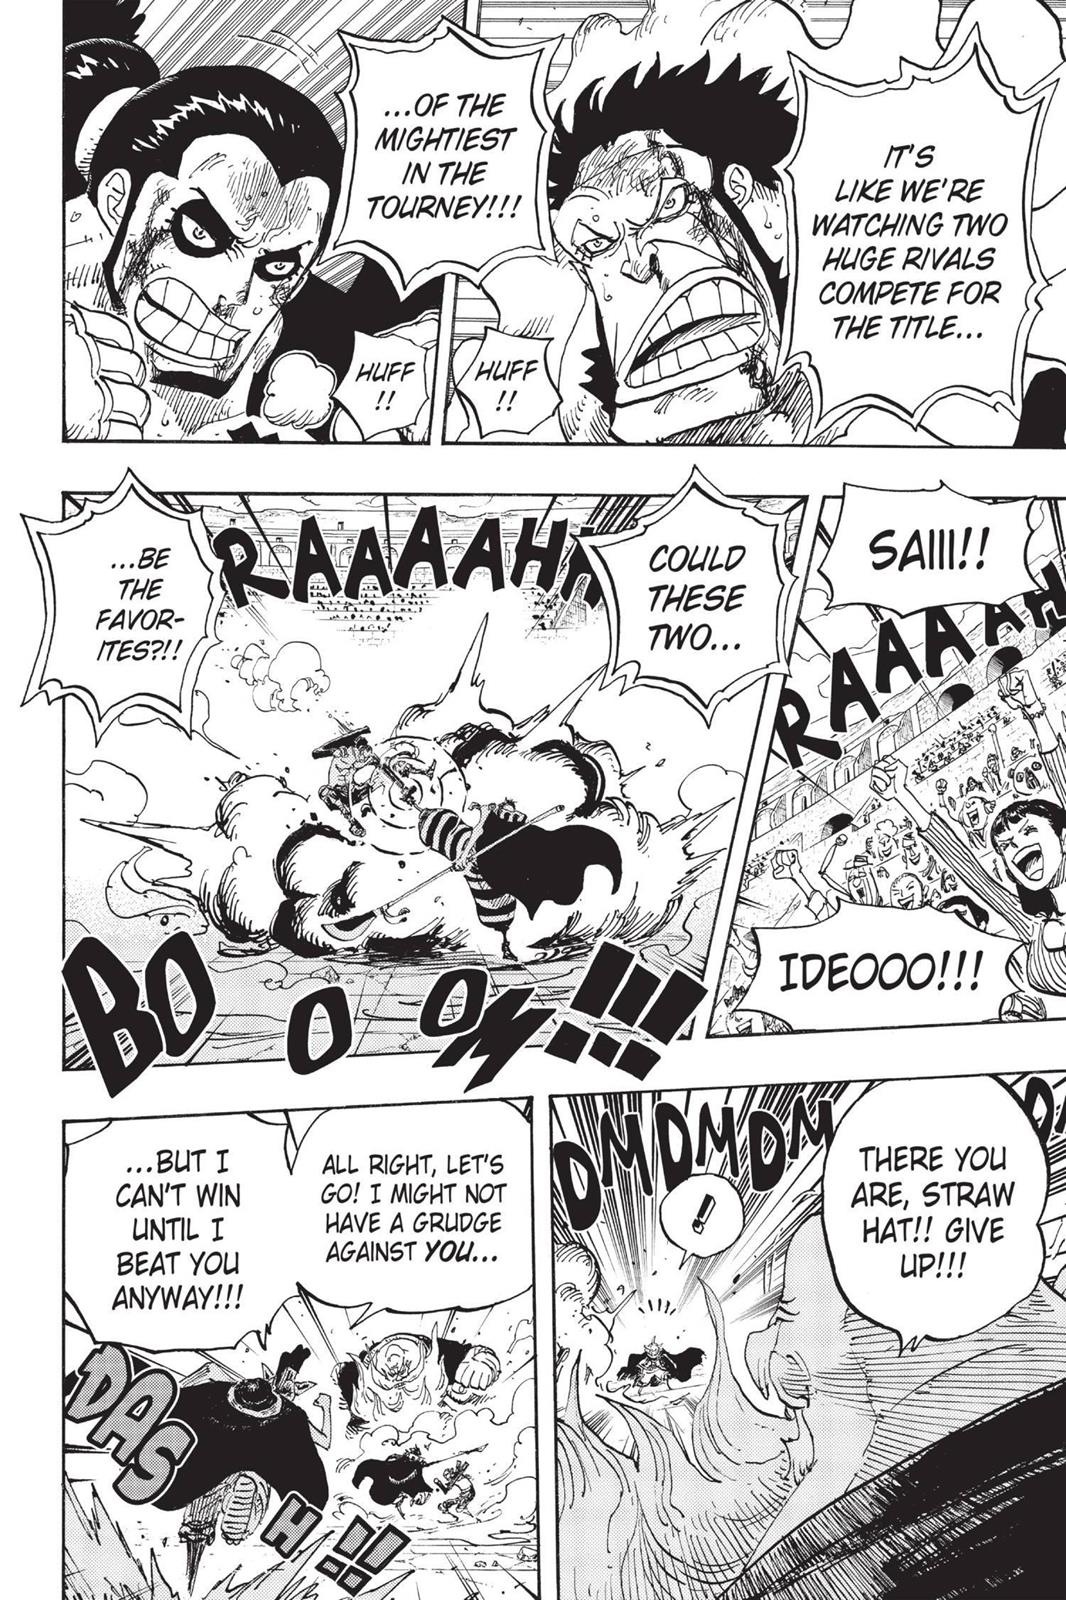 IT'S
LIKE WE'RE
WATCHING TWO
HUGE RIVALS
COMPETE FOR
THE TITLE...
HUFF
!!
...OF THE
MIGHTIEST
IN THE
TOURNEY!!!
HUFF
!!
SAIII!!
RAAAAH
IDEOOO!!!
COULD
THESE
TWO...
RAAAAHH
...BE
THE
FAVOR-
ITES?!!
BOOOM!!!
THERE YOU
ARE, STRAW
HAT!! GIVE
UP!!!
DMDMDM
!
ALL RIGHT, LET'S
GO! I MIGHT NOT
HAVE A GRUDGE
AGAINST YOU...
...BUT I
CAN'T WIN
UNTIL I
BEAT YOU
ANYWAY!!!
DASH!!